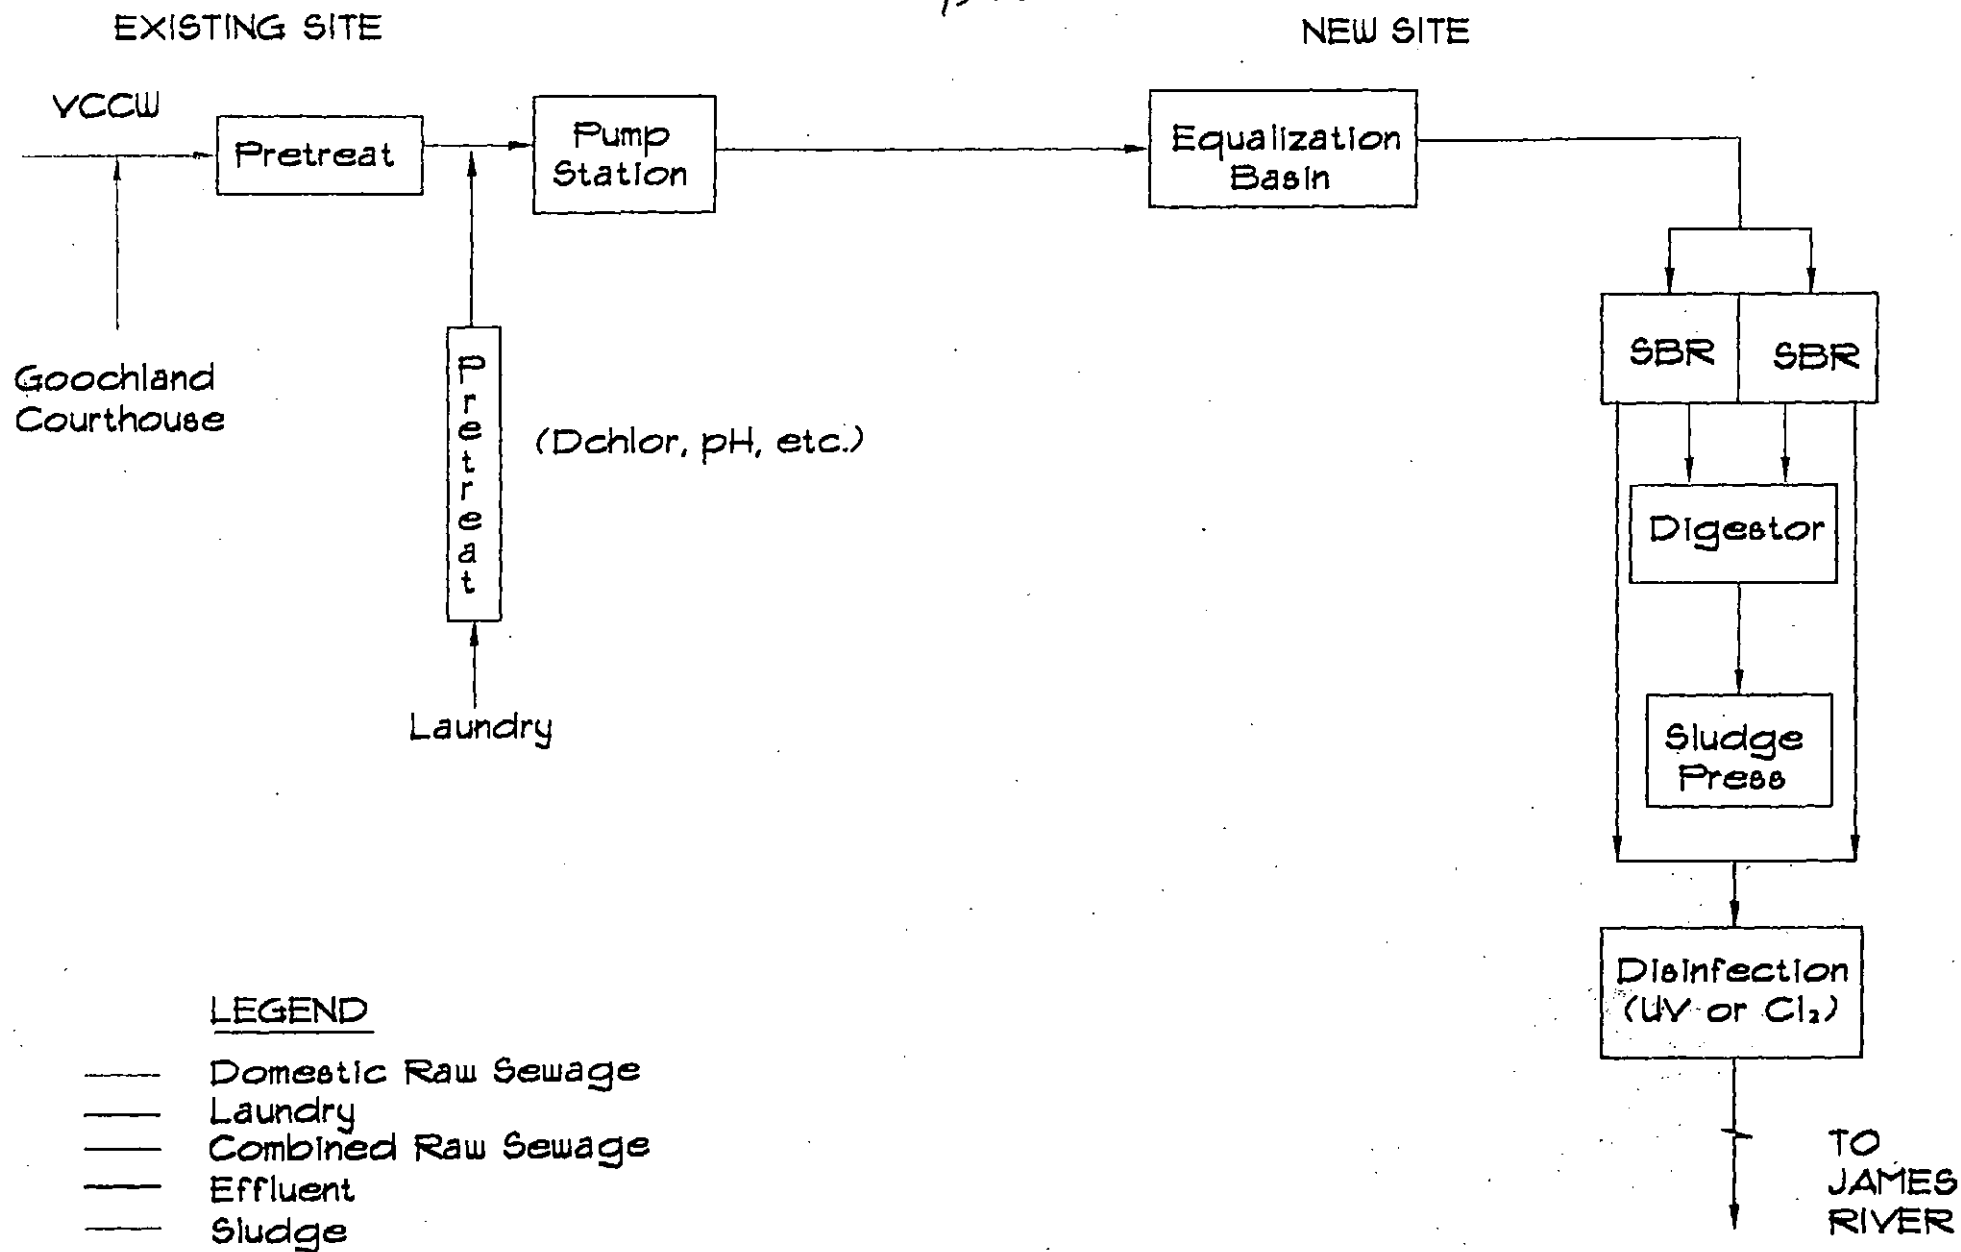 EXISTING SITE
NEW SITE
VCCW
Pretreat
Pump
Station
Equalization
Basin
Goochland
Courthouse
Pretreat
(Dchlor, pH, etc.)
Laundry
SBR
SBR
Digestor
Sludge
Press
Disinfection
(UV or Cl₂)
TO
JAMES
RIVER
LEGEND
Domestic Raw Sewage
Laundry
Combined Raw Sewage
Effluent
Sludge